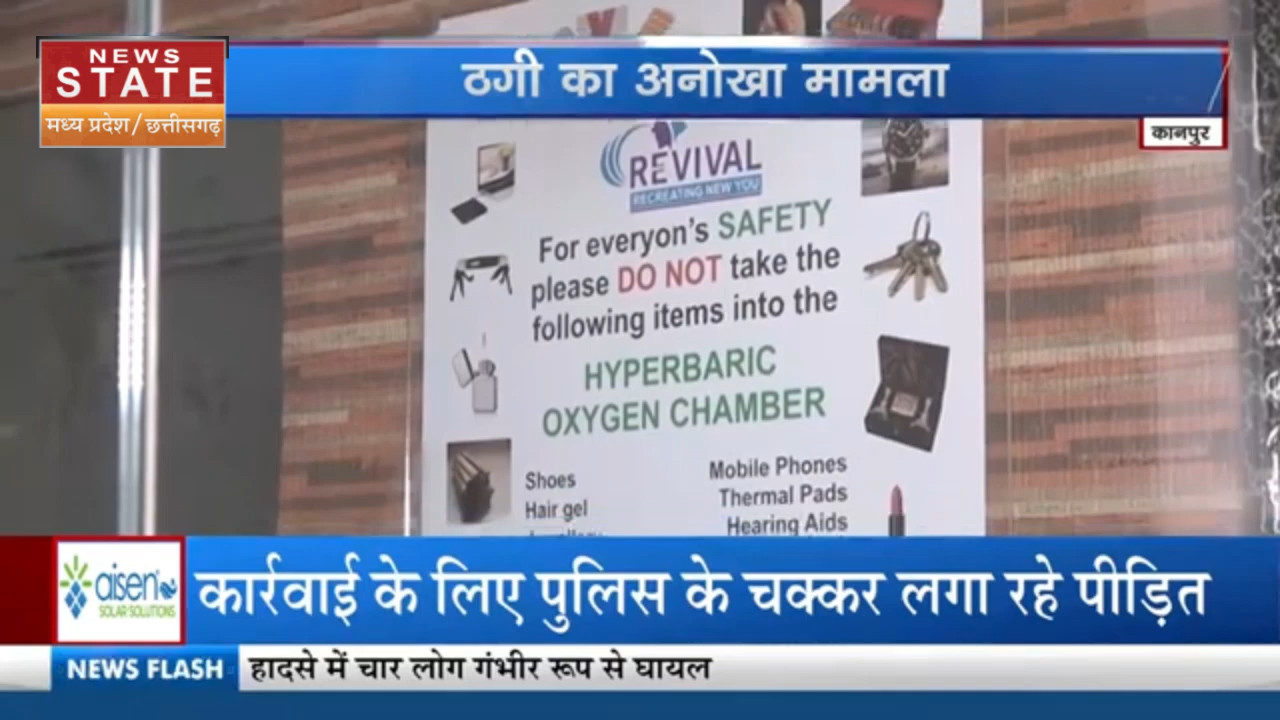 NEWS
STATE
मध्य प्रदेश/छत्तीसगढ़
ठगी का अनोखा मामला
कानपुर
REVIVAL
RECREATING NEW YOU
For everyon's SAFETY
please DO NOT take the
following items into the
HYPERBARIC
OXYGEN CHAMBER
Shoes
Hair gel
Mobile Phones
Thermal Pads
Hearing Aids
aisen
SOLAR SOLUTIONS
कार्रवाई के लिए पुलिस के चक्कर लगा रहे पीड़ित
NEWS FLASH
हादसे में चार लोग गंभीर रूप से घायल